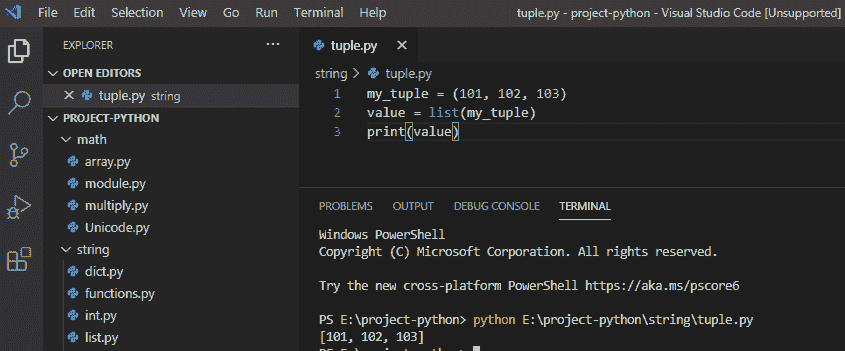 File Edit Selection View Go Run Terminal Help tuple.py - project-python - Visual Studio Code [Unsupported]
EXPLORER ...
OPEN EDITORS
tuple.py string
PROJECT-PYTHON
math
array.py
module.py
multiply.py
Unicode.py
string
dict.py
functions.py
int.py
list.py
tuple.py
string > tuple.py
1 my_tuple = (101, 102, 103)
2 value = list(my_tuple)
3 print(value)
PROBLEMS OUTPUT DEBUG CONSOLE TERMINAL
Windows PowerShell
Copyright (C) Microsoft Corporation. All rights reserved.
Try the new cross-platform PowerShell https://aka.ms/pscore6
PS E:\project-python> python E:\project-python\string\tuple.py
[101, 102, 103]
PS E:\project-python>